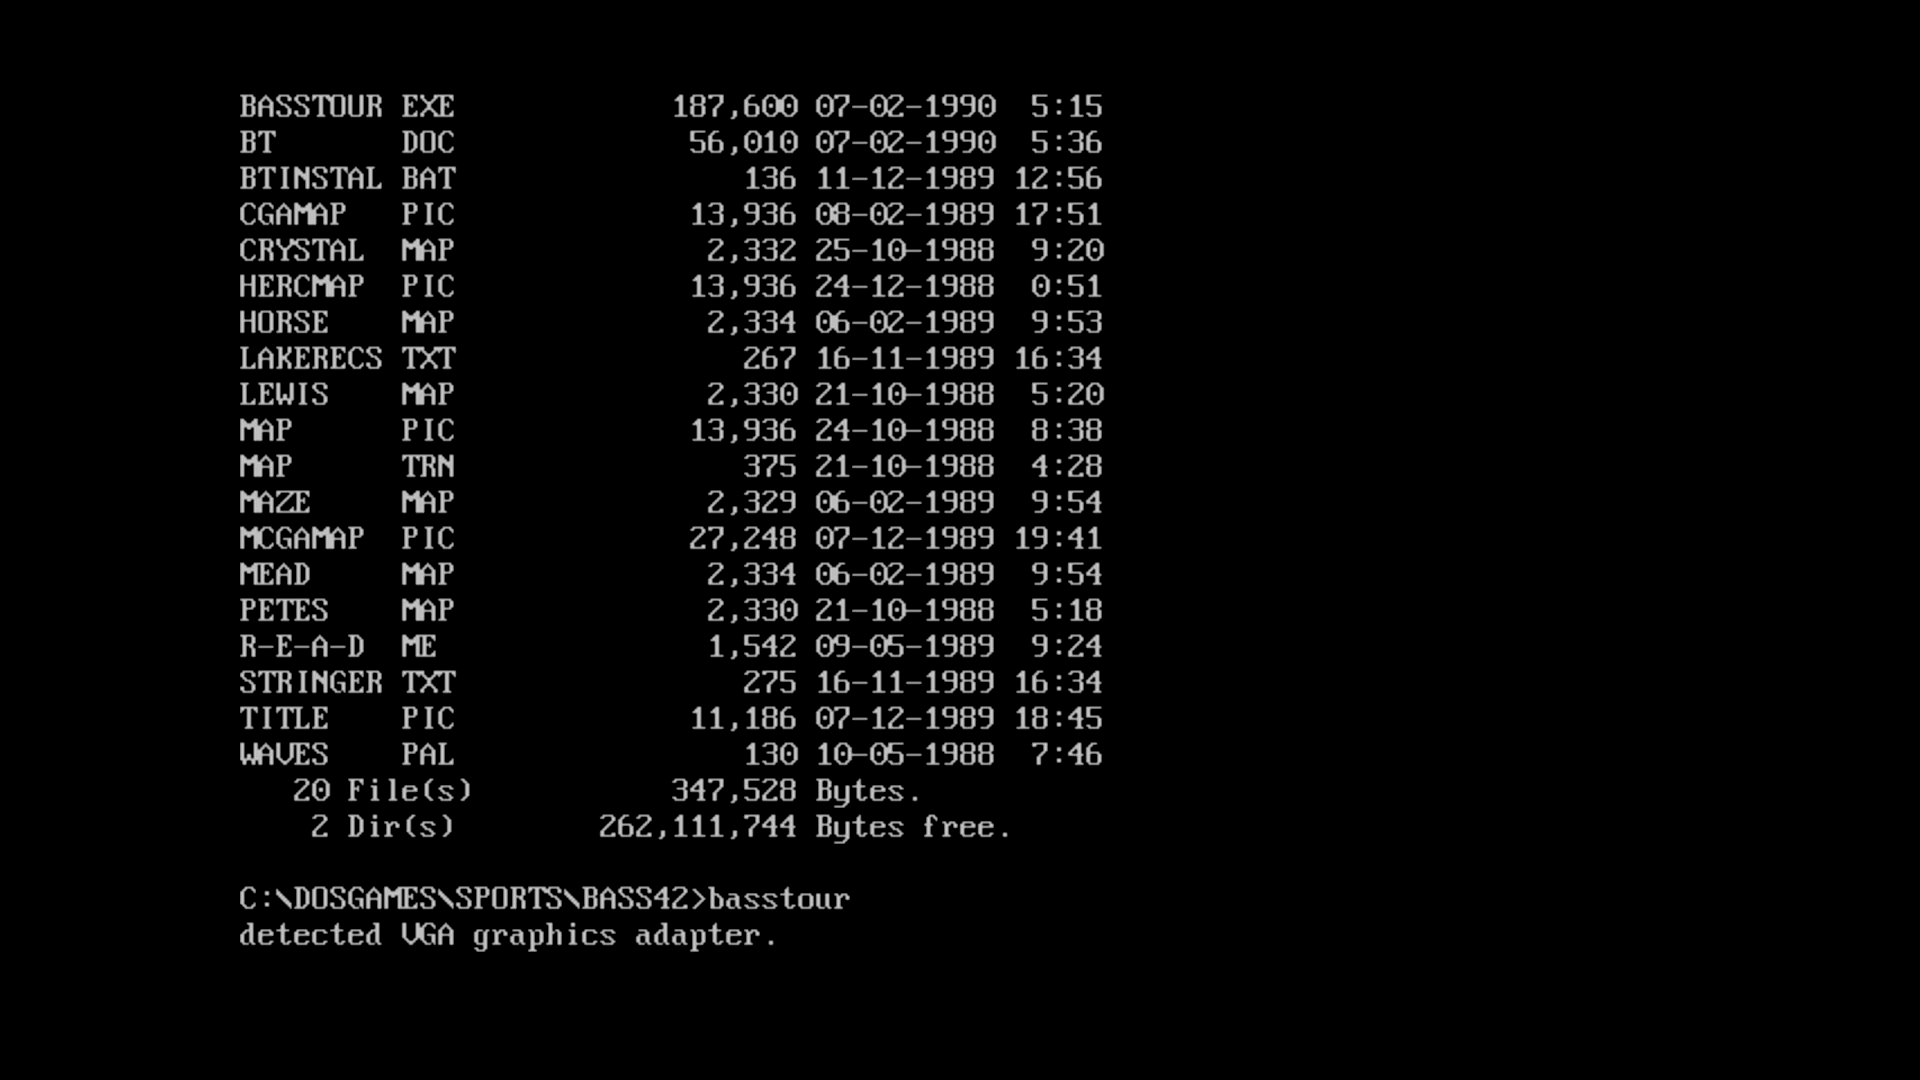 BASSTOUR EXE 187,600 07-02-1990 5:15
BT DOC 56,010 07-02-1990 5:36
BTINSTAL BAT 136 11-12-1989 12:56
CGAMAP PIC 13,936 08-02-1989 17:51
CRYSTAL MAP 2,332 25-10-1988 9:20
HERCMAP PIC 13,936 24-12-1988 0:51
HORSE MAP 2,334 06-02-1989 9:53
LAKERECS TXT 267 16-11-1989 16:34
LEWIS MAP 2,330 21-10-1988 5:20
MAP PIC 13,936 24-10-1988 8:38
MAP TRN 375 21-10-1988 4:28
MAZE MAP 2,329 06-02-1989 9:54
MCGAMAP PIC 27,248 07-12-1989 19:41
MEAD MAP 2,334 06-02-1989 9:54
PETES MAP 2,330 21-10-1988 5:18
R-E-A-D ME 1,542 09-05-1989 9:24
STRINGER TXT 275 16-11-1989 16:34
TITLE PIC 11,186 07-12-1989 18:45
WAVES PAL 130 10-05-1988 7:46
20 File(s) 347,528 Bytes.
2 Dir(s) 262,111,744 Bytes free.
C:\DOSGAMES\SPORTS\BASS42>basstour
detected VGA graphics adapter.